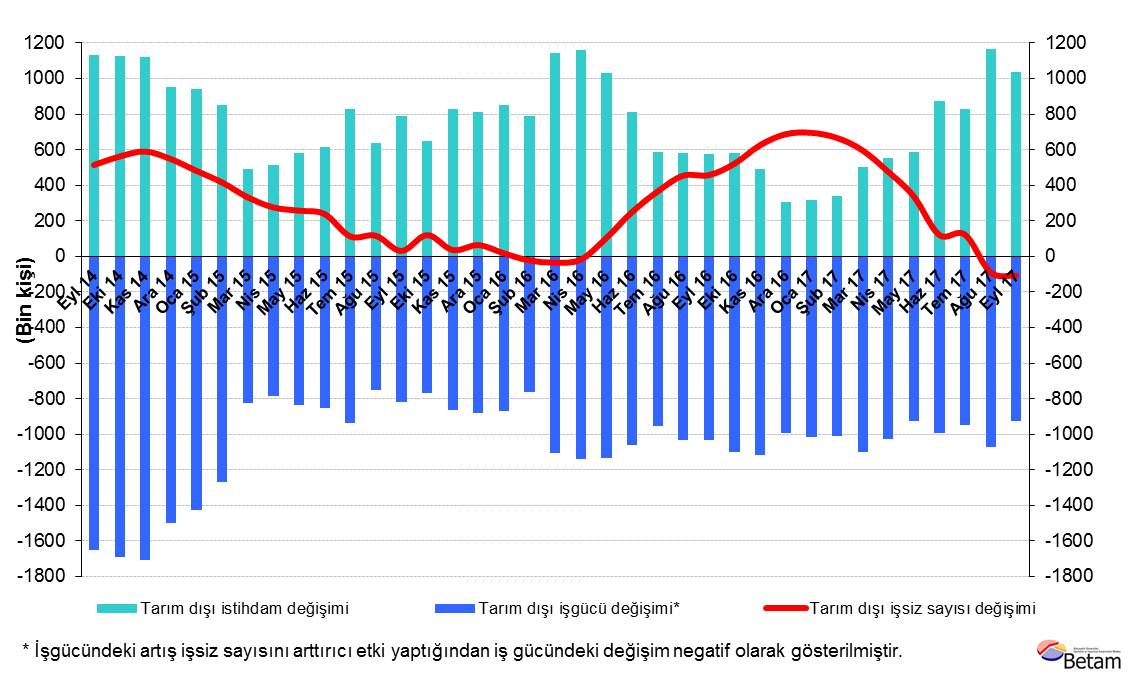 1200
1000
800
600
400
200
0
-200
-400
-600
-800
-1000
-1200
-1400
-1600
-1800
(Bin kişi)
1200
1000
800
600
400
200
0
-200
-400
-600
-800
-1000
-1200
-1400
-1600
-1800
Eyl 14
Eki 14
Kas 14
Ara 14
Oca 15
Şub 15
Mar 15
Nis 15
May 15
Haz 15
Tem 15
Ağu 15
Eyl 15
Eki 15
Kas 15
Ara 15
Oca 16
Şub 16
Mar 16
Nis 16
May 16
Haz 16
Tem 16
Ağu 16
Eyl 16
Eki 16
Kas 16
Ara 16
Oca 17
Şub 17
Mar 17
Nis 17
May 17
Haz 17
Tem 17
Ağu 17
Eyl 17
Tarım dışı istihdam değişimi
Tarım dışı işgücü değişimi*
Tarım dışı işsiz sayısı değişimi
* İşgücündeki artış işsiz sayısını arttırıcı etki yaptığından iş gücündeki değişim negatif olarak gösterilmiştir.
Betam